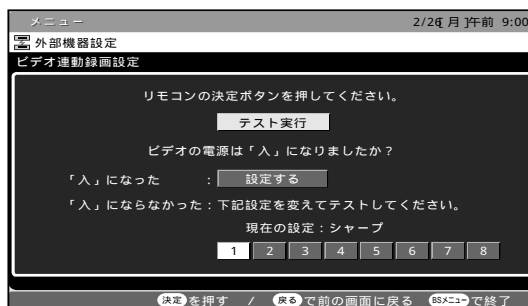 メニュー 2/26[月]午前 9:00
外部機器設定
ビデオ連動録画設定
リモコンの決定ボタンを押してください。
テスト実行
ビデオの電源は「入」になりましたか？
「入」になった ： 設定する
「入」にならなかった：下記設定を変えてテストしてください。
現在の設定：シャープ
1 2 3 4 5 6 7 8
決定を押す / 戻るで前の画面に戻る BSメニューで終了